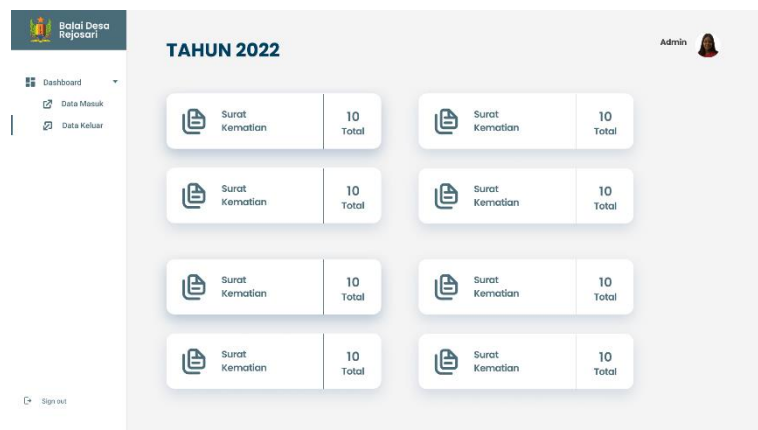 Balai Desa
Rejosari
Dashboard
Data Masuk
Data Keluar
Sign out
TAHUN 2022
Admin
Surat
Kematian
10
Total
Surat
Kematian
10
Total
Surat
Kematian
10
Total
Surat
Kematian
10
Total
Surat
Kematian
10
Total
Surat
Kematian
10
Total
Surat
Kematian
10
Total
Surat
Kematian
10
Total